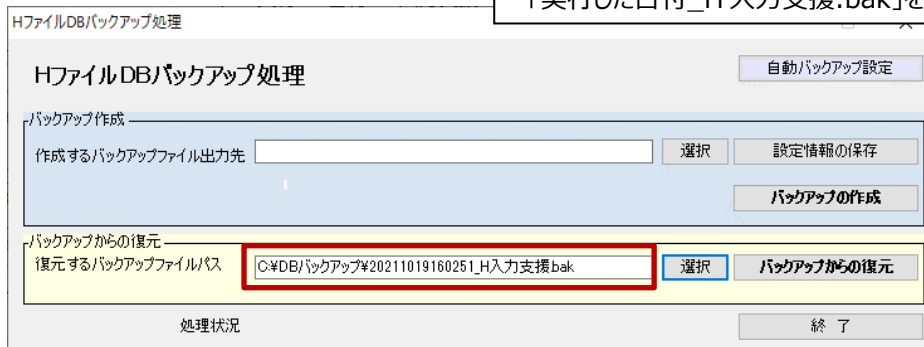 「実行した日付_H入力支援.bak」を
HファイルDBバックアップ処理
HファイルDBバックアップ処理
自動バックアップ設定
バックアップ作成
作成するバックアップファイル出力先
選択
設定情報の保存
バックアップの作成
バックアップからの復元
復元するバックアップファイルパス
C:¥DBバックアップ¥20211019160251_H入力支援.bak
選択
バックアップからの復元
処理状況
終 了